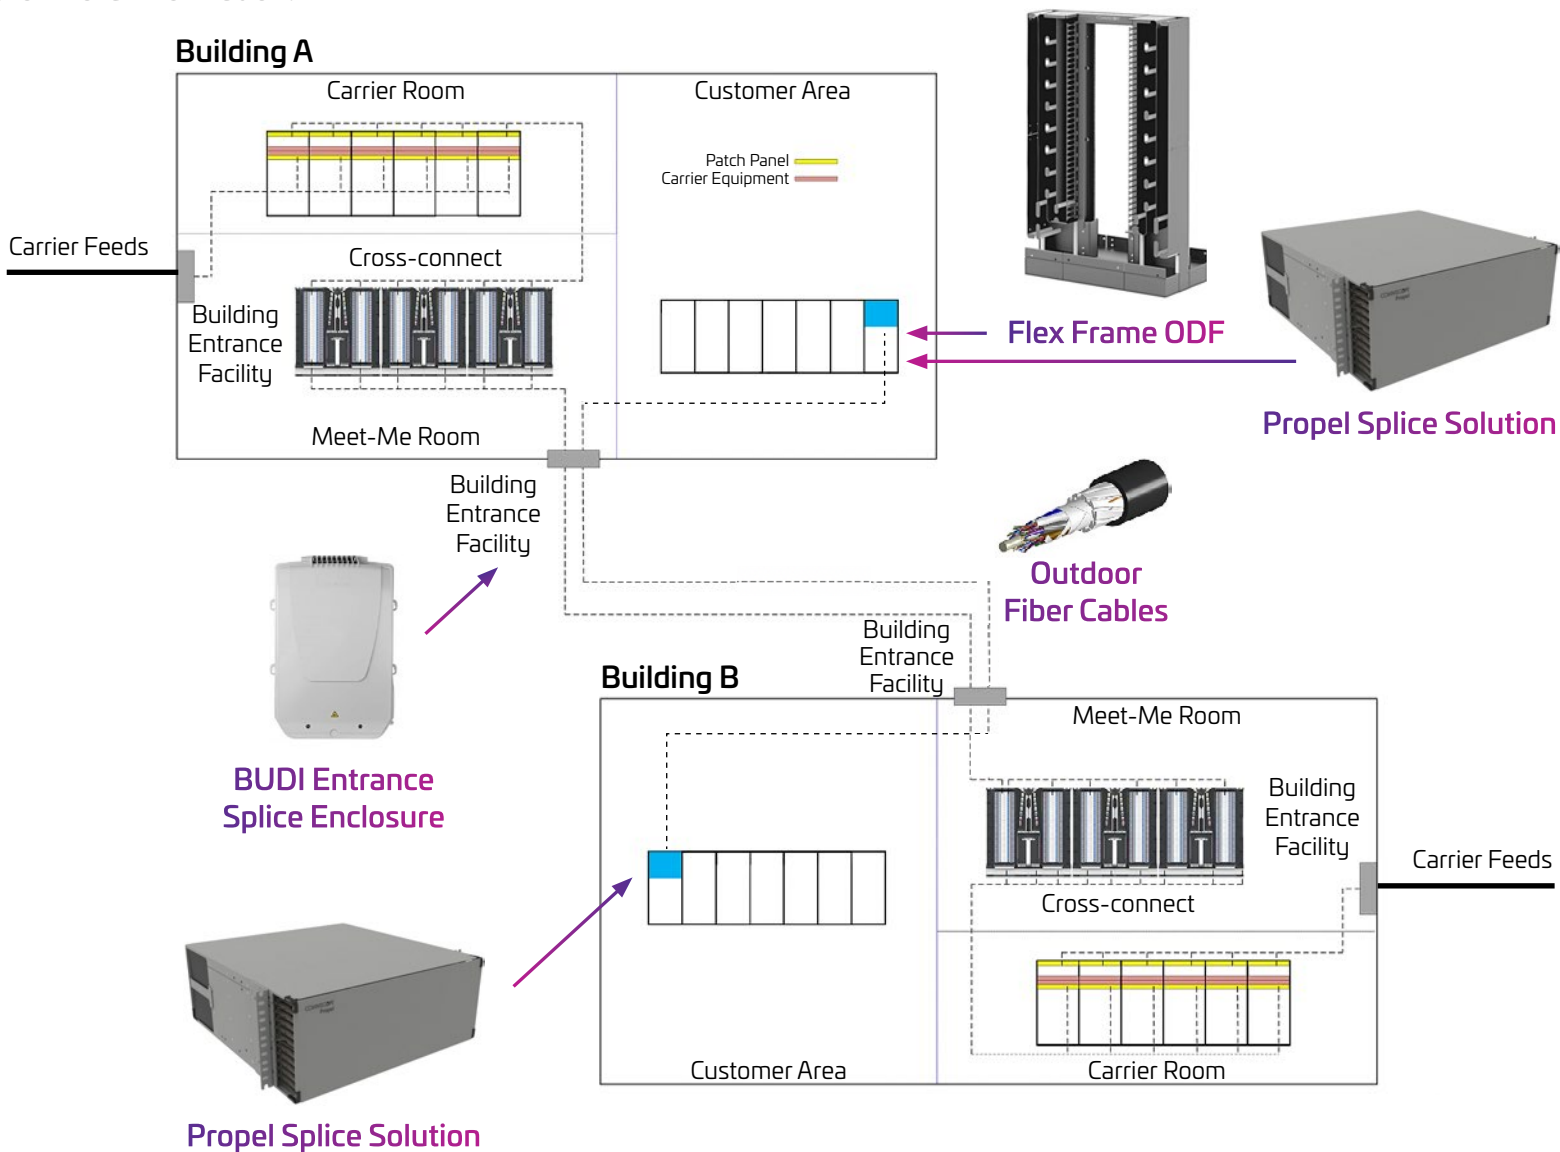 Building A
Carrier Room
Customer Area
Patch Panel
Carrier Equipment
Carrier Feeds
Cross-connect
Building
Entrance
Facility
Meet-Me Room
Flex Frame ODF
Propel Splice Solution
Building
Entrance
Facility
Outdoor
Fiber Cables
BUDI Entrance
Splice Enclosure
Building
Entrance
Facility
Building B
Meet-Me Room
Building
Entrance
Facility
Carrier Feeds
Cross-connect
Customer Area
Carrier Room
Propel
Propel Splice Solution